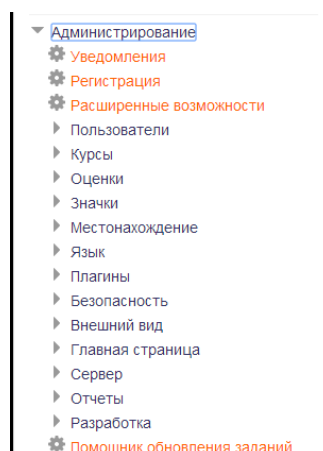 Администрирование
Уведомления
Регистрация
Расширенные возможности
Пользователи
Курсы
Оценки
Значки
Местонахождение
Язык
Плагины
Безопасность
Внешний вид
Главная страница
Сервер
Отчеты
Разработка
Помощник обновления заданий